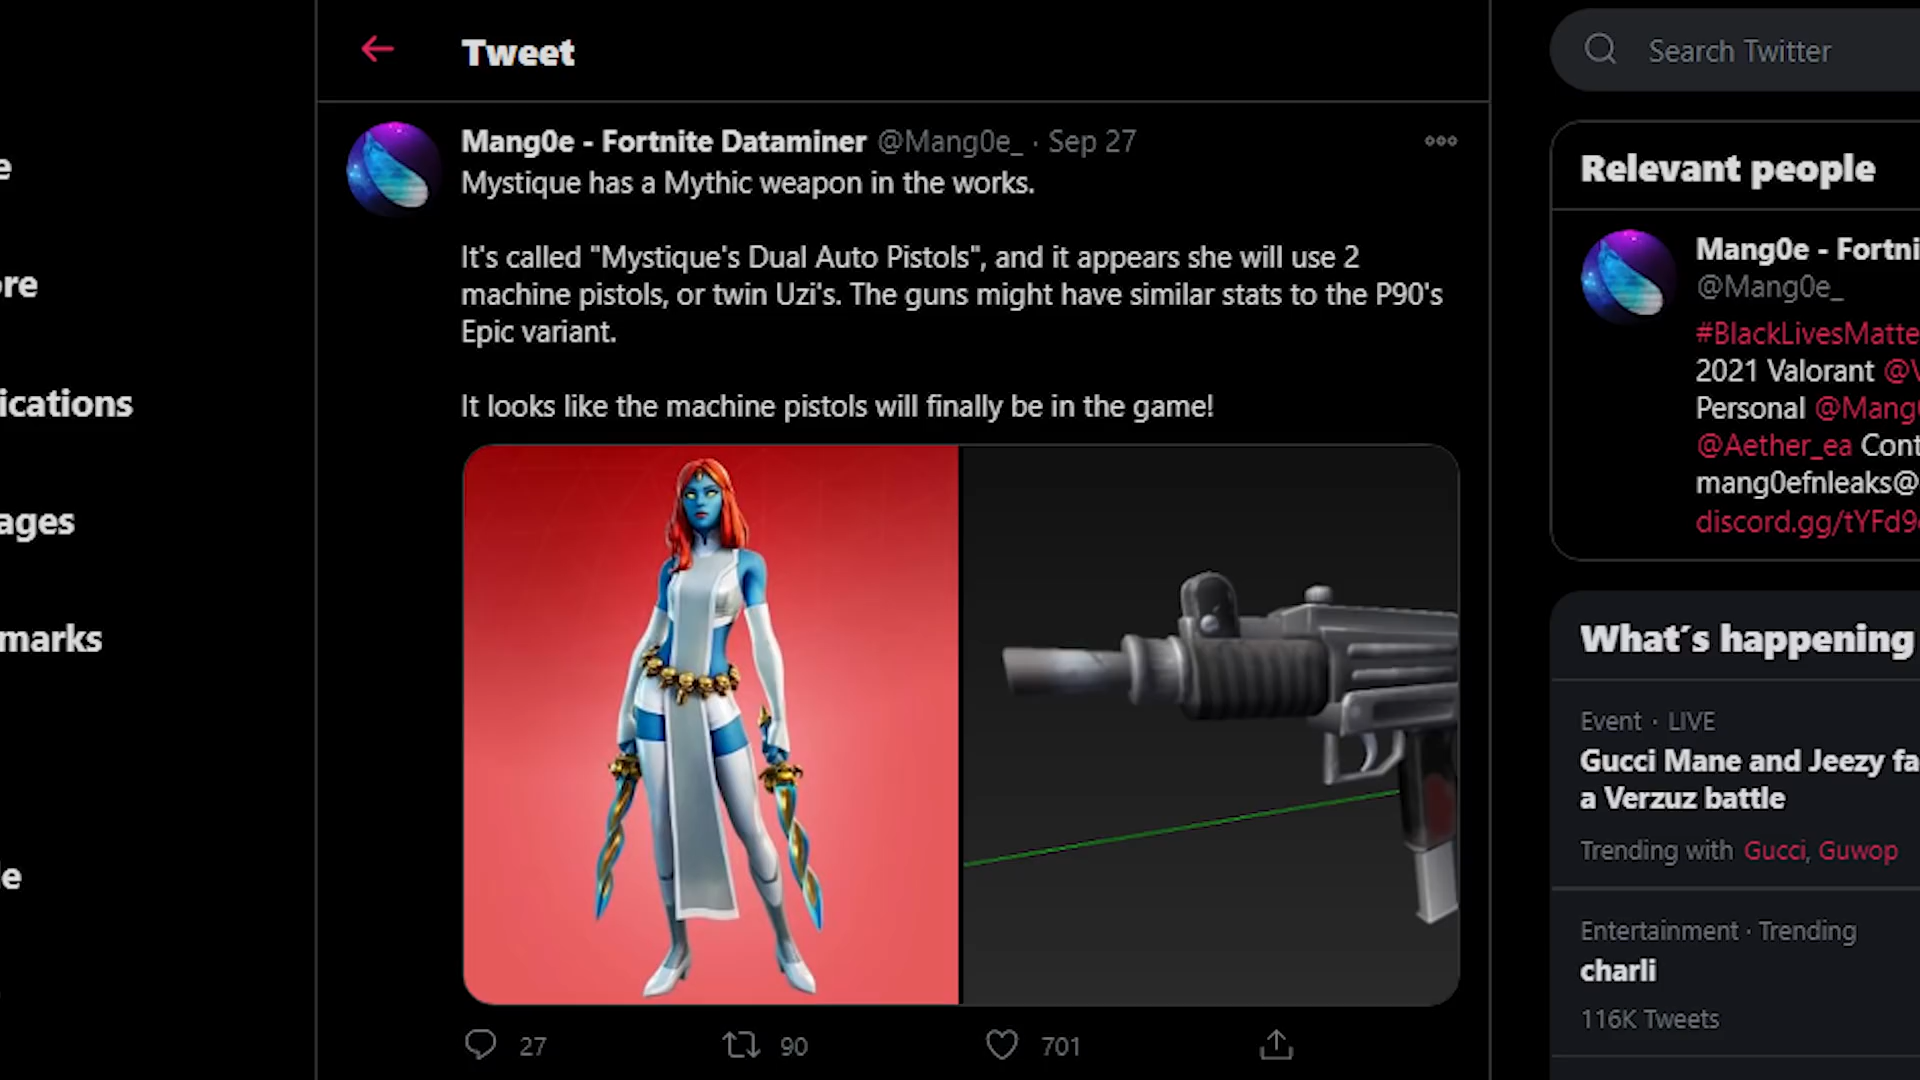 Tweet
Search Twitter
Mang0e - Fortnite Dataminer @Mang0e_ · Sep 27
Mystique has a Mythic weapon in the works.
It's called "Mystique's Dual Auto Pistols", and it appears she will use 2
machine pistols, or twin Uzi's. The guns might have similar stats to the P90's
Epic variant.
It looks like the machine pistols will finally be in the game!
27 90 701
e
ore
ications
ages
marks
le
Relevant people
Mang0e - Fortni
@Mang0e_
#BlackLivesMatte
2021 Valorant @V
Personal @Mang
@Aether_ea Cont
mang0efnleaks@
discord.gg/tYFd9
What´s happening
Event · LIVE
Gucci Mane and Jeezy fa
a Verzuz battle
Trending with Gucci, Guwop
Entertainment · Trending
charli
116K Tweets